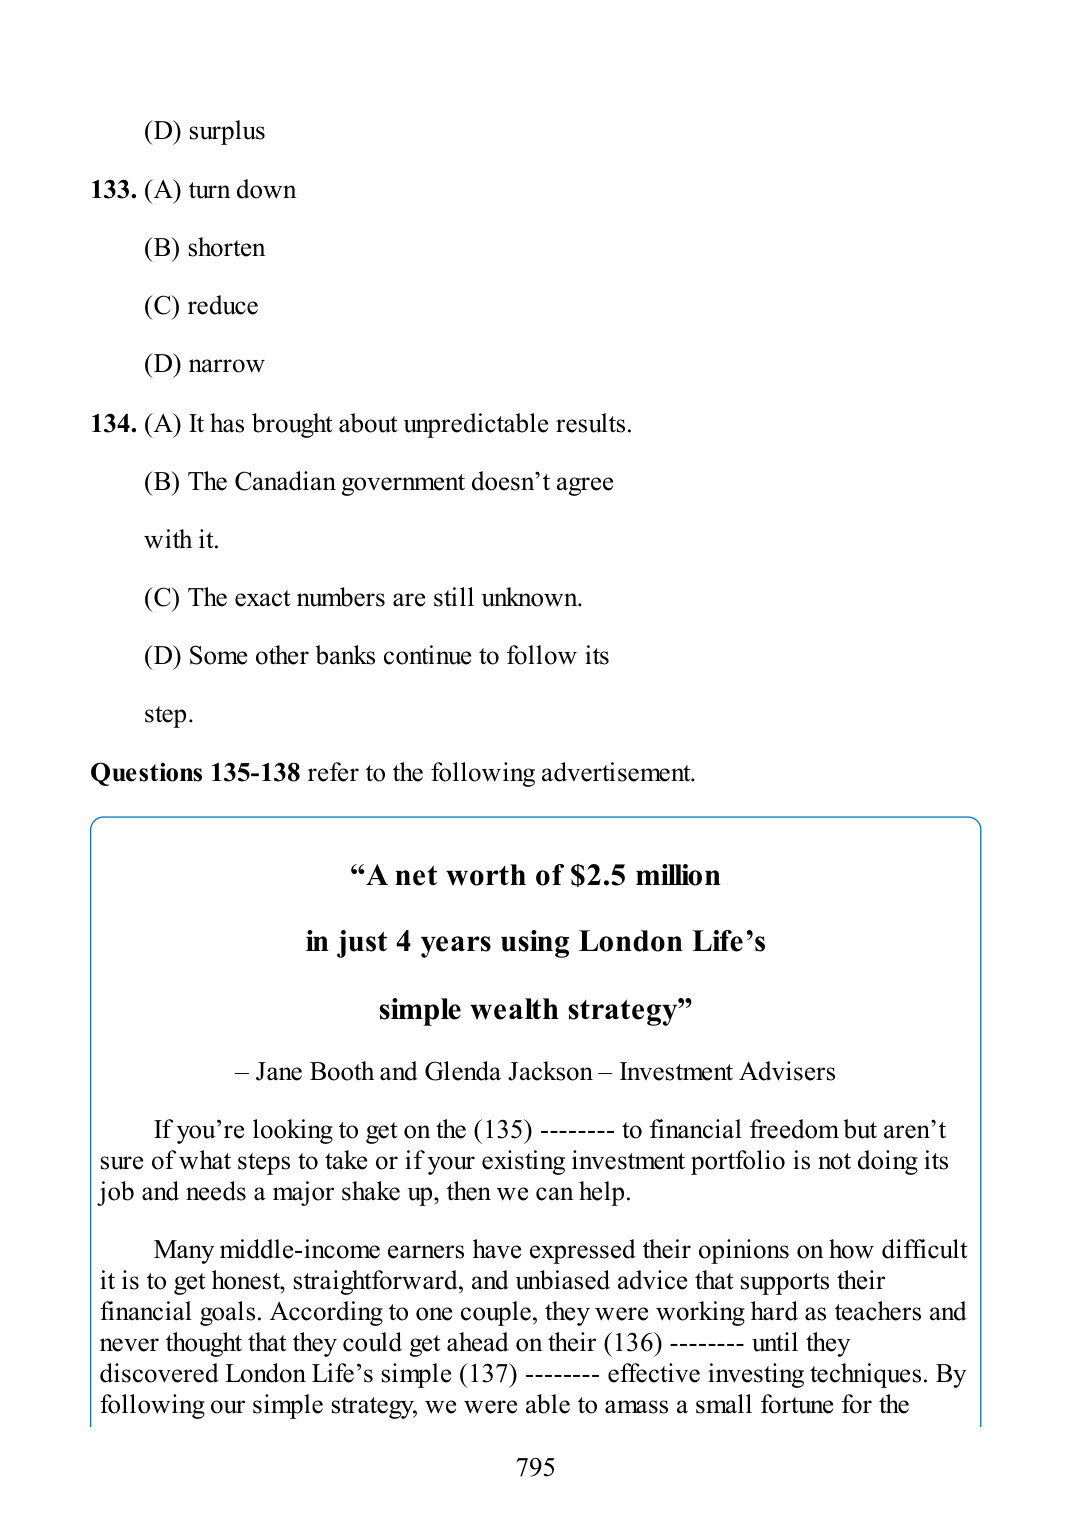 (D) surplus
133. (A) turn down
(B) shorten
(C) reduce
(D) narrow
134. (A) It has brought about unpredictable results.
(B) The Canadian government doesn’t agree
with it.
(C) The exact numbers are still unknown.
(D) Some other banks continue to follow its
step.
Questions 135-138 refer to the following advertisement.
“A net worth of $2.5 million
in just 4 years using London Life’s
simple wealth strategy”
– Jane Booth and Glenda Jackson – Investment Advisers
If you’re looking to get on the (135) -------- to financial freedom but aren’t
sure of what steps to take or if your existing investment portfolio is not doing its
job and needs a major shake up, then we can help.
Many middle-income earners have expressed their opinions on how difficult
it is to get honest, straightforward, and unbiased advice that supports their
financial goals. According to one couple, they were working hard as teachers and
never thought that they could get ahead on their (136) -------- until they
discovered London Life’s simple (137) -------- effective investing techniques. By
following our simple strategy, we were able to amass a small fortune for the
795